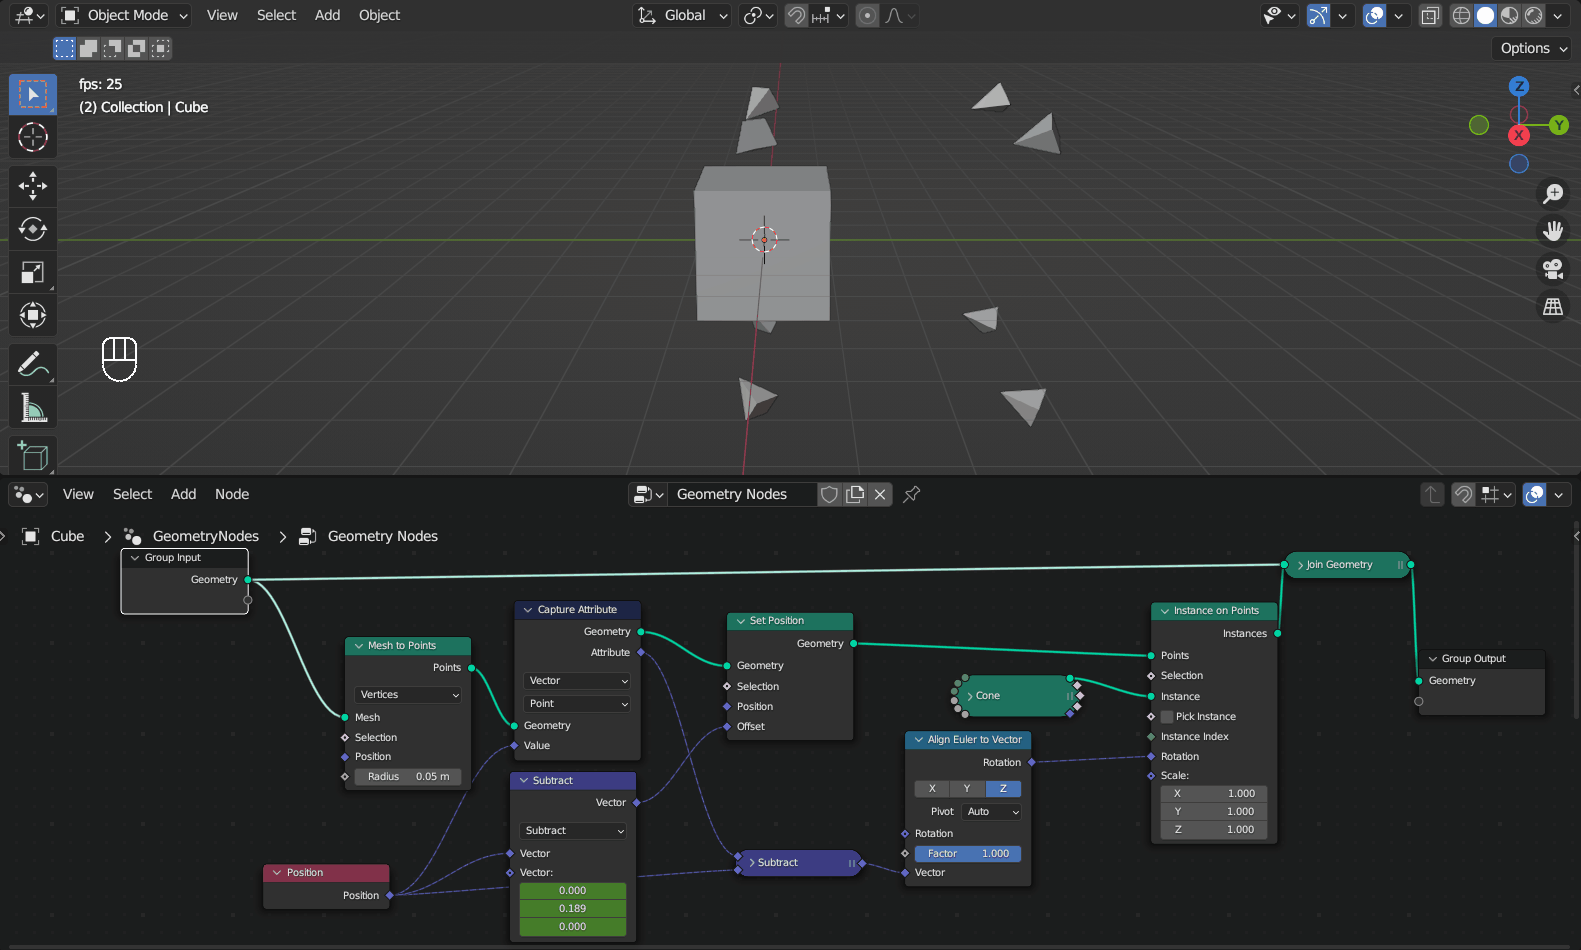 Object Mode View Select Add Object Global
Options
fps: 25
(2) Collection | Cube
Z
Y
X
View Select Add Node Geometry Nodes
Cube GeometryNodes Geometry Nodes
Group Input
Geometry
Mesh to Points
Points
Vertices
Mesh
Selection
Position
Radius 0.05 m
Capture Attribute
Geometry
Attribute
Vector
Point
Geometry
Value
Subtract
Vector
Subtract
Vector
Vector:
0.000
0.189
0.000
Position
Position
Set Position
Geometry
Geometry
Selection
Position
Offset
Subtract
Cone
Align Euler to Vector
Rotation
X Y Z
Pivot Auto
Rotation
Factor 1.000
Vector
Instance on Points
Instances
Points
Selection
Instance
Pick Instance
Instance Index
Rotation
Scale:
X 1.000
Y 1.000
Z 1.000
Join Geometry
Group Output
Geometry